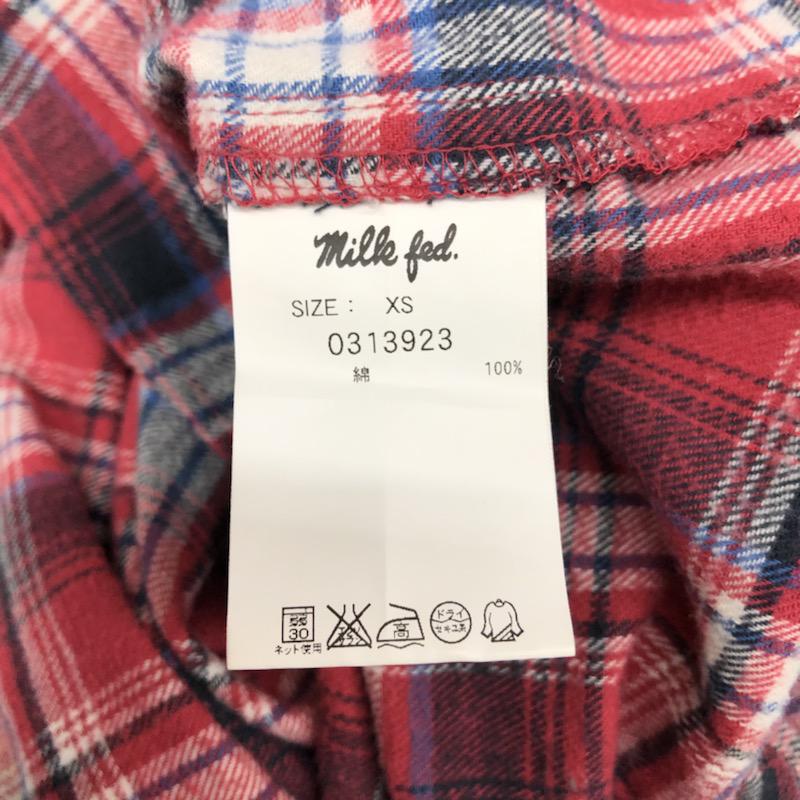 Milk fed.
SIZE : XS
0313923
綿 100%
30 高 ドライ セキユ系
ネット使用